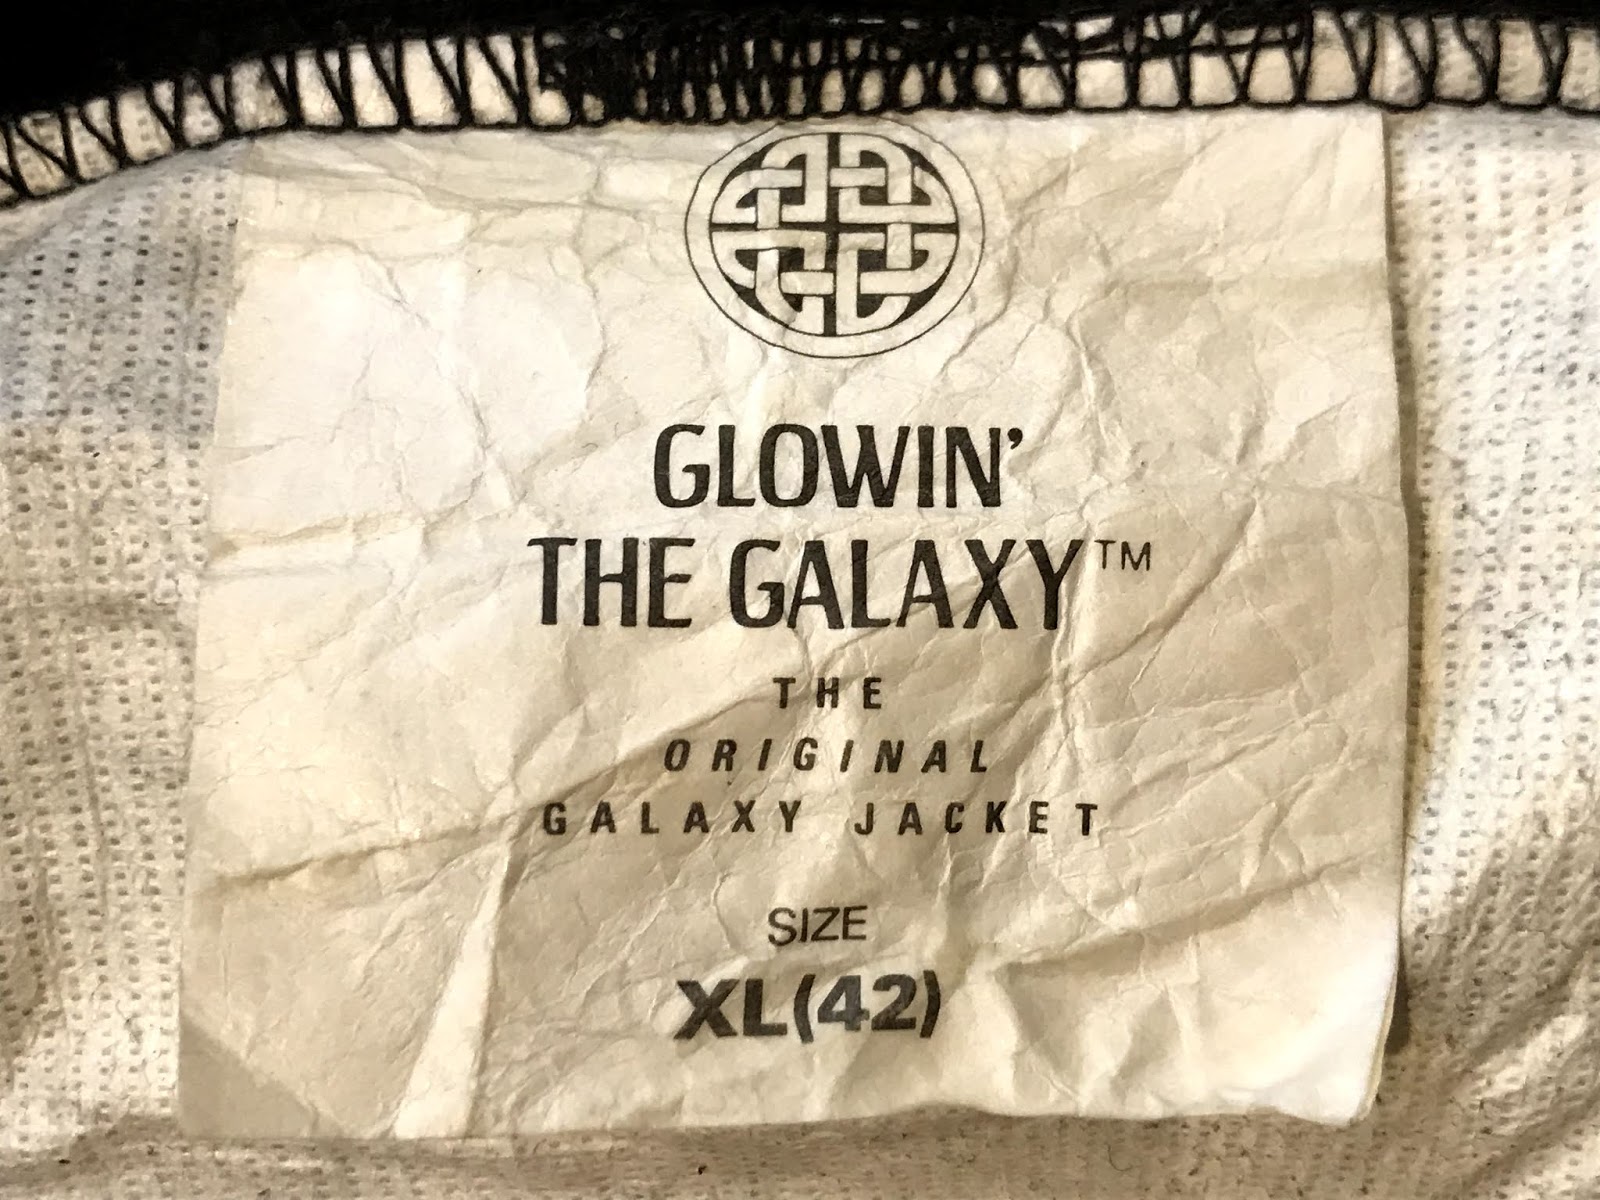 GLOWIN'
THE GALAXY™
THE
ORIGINAL
GALAXY JACKET
SIZE
XL(42)